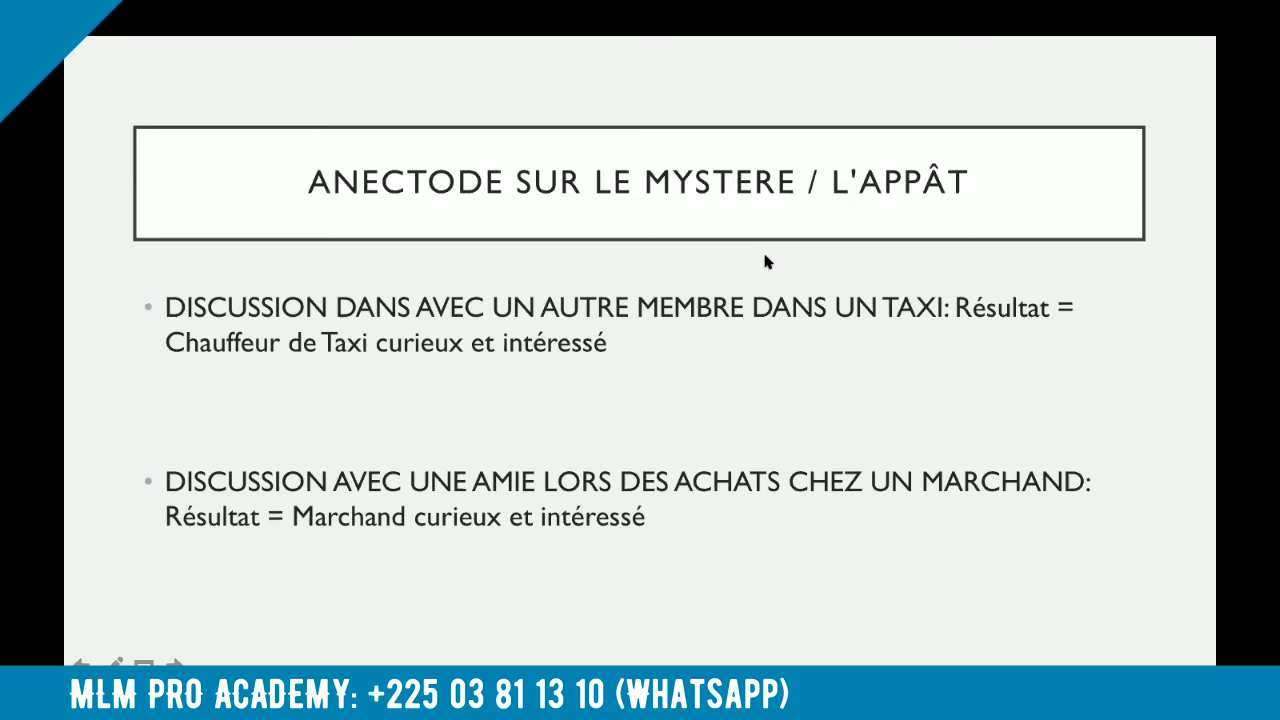 ANECTODE SUR LE MYSTERE / L'APPÂT
• DISCUSSION DANS AVEC UN AUTRE MEMBRE DANS UN TAXI: Résultat =
Chauffeur de Taxi curieux et intéressé
• DISCUSSION AVEC UNE AMIE LORS DES ACHATS CHEZ UN MARCHAND:
Résultat = Marchand curieux et intéressé
MLM PRO ACADEMY: +225 03 81 13 10 (WHATSAPP)